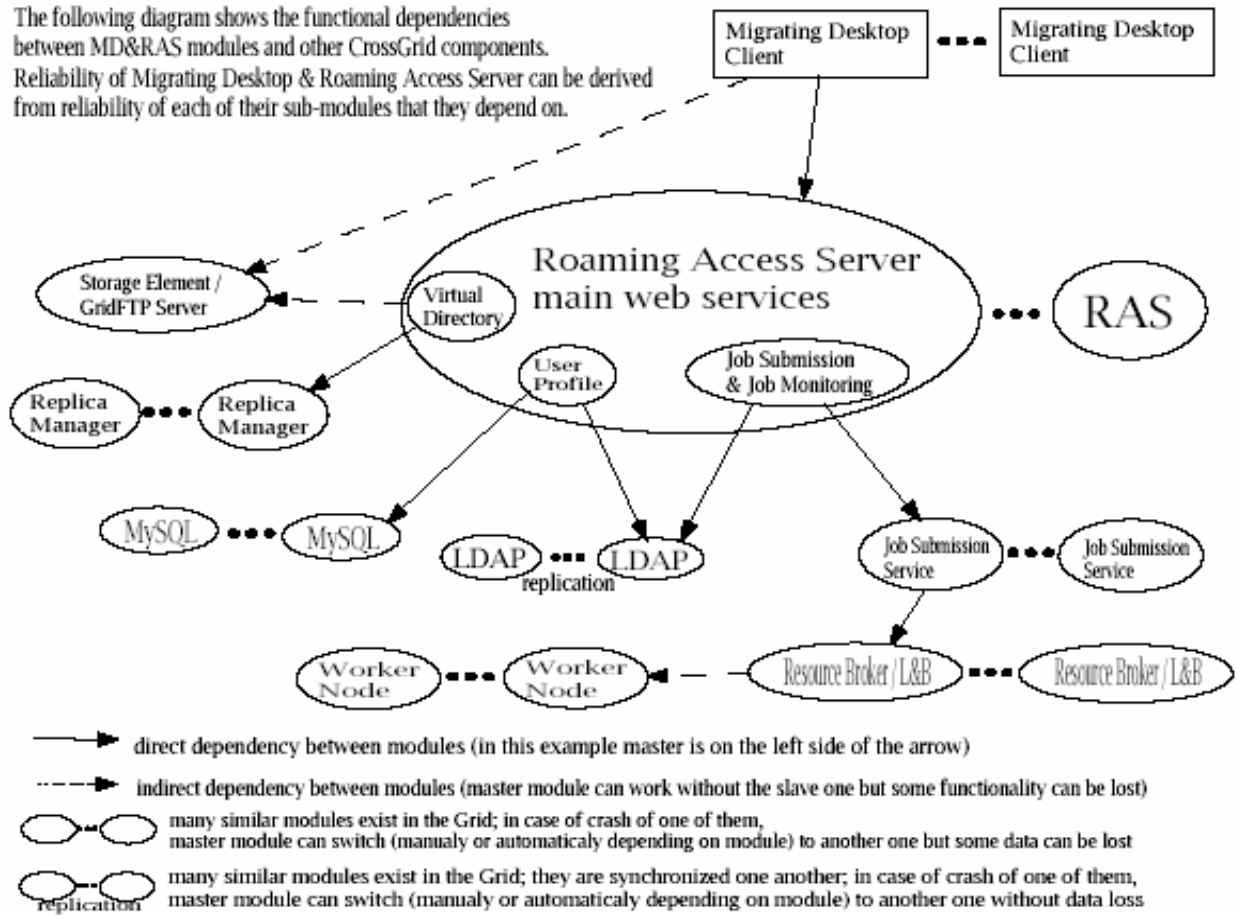 The following diagram shows the functional dependencies
between MD&RAS modules and other CrossGrid components.
Reliability of Migrating Desktop & Roaming Access Server can be derived
from reliability of each of their sub-modules that they depend on.
Migrating Desktop
Client
Migrating Desktop
Client
Roaming Access Server
main web services
Storage Element /
GridFTP Server
Virtual
Directory
RAS
User
Profile
Job Submission
& Job Monitoring
Replica
Manager
Replica
Manager
MySQL
MySQL
LDAP
LDAP
replication
Job Submission
Service
Job Submission
Service
Worker
Node
Worker
Node
Resource Broker / L&B
Resource Broker / L&B
direct dependency between modules (in this example master is on the left side of the arrow)
indirect dependency between modules (master module can work without the slave one but some functionality can be lost)
many similar modules exist in the Grid; in case of crash of one of them,
master module can switch (manualy or automaticaly depending on module) to another one but some data can be lost
many similar modules exist in the Grid; they are synchronized one another; in case of crash of one of them,
master module can switch (manualy or automaticaly depending on module) to another one without data loss
replication